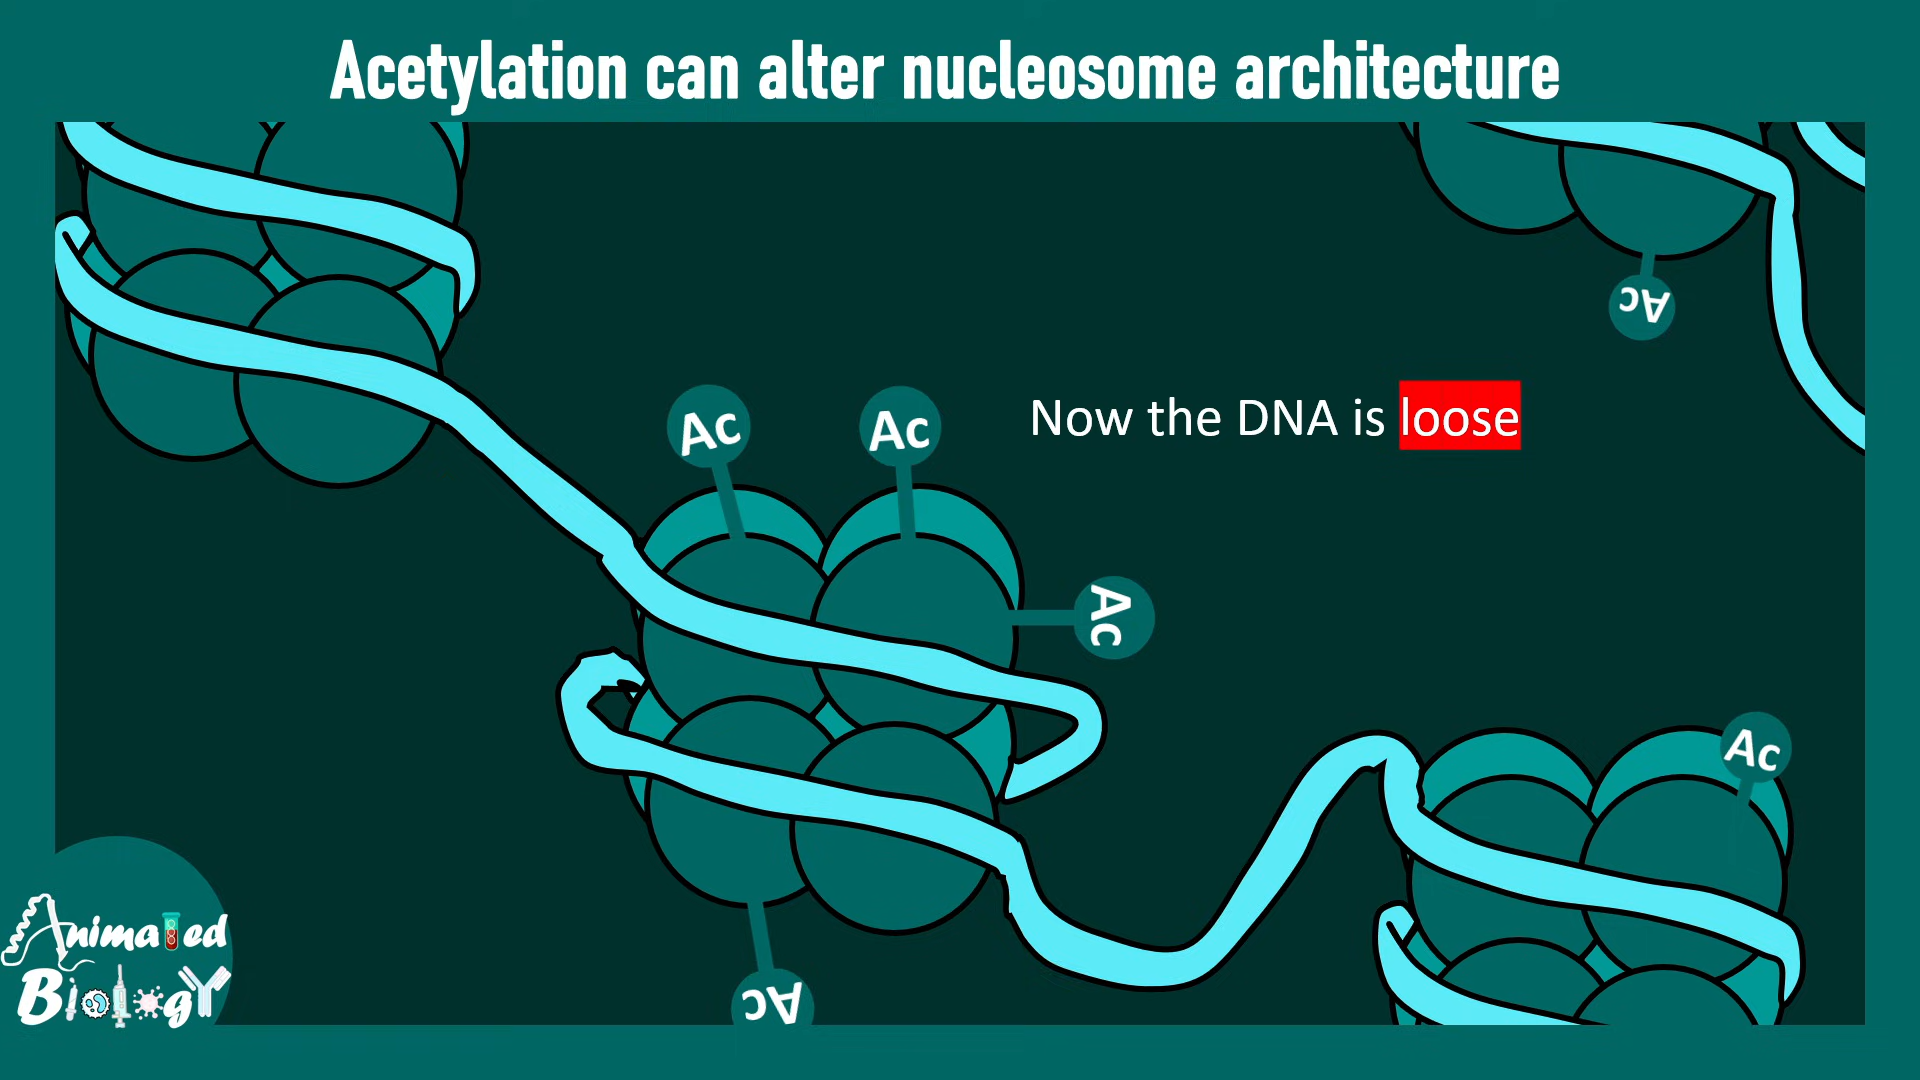 Acetylation can alter nucleosome architecture
Ac
Ac
Ac
Now the DNA is loose
Ac
Ac
Ac
Animated
Biology